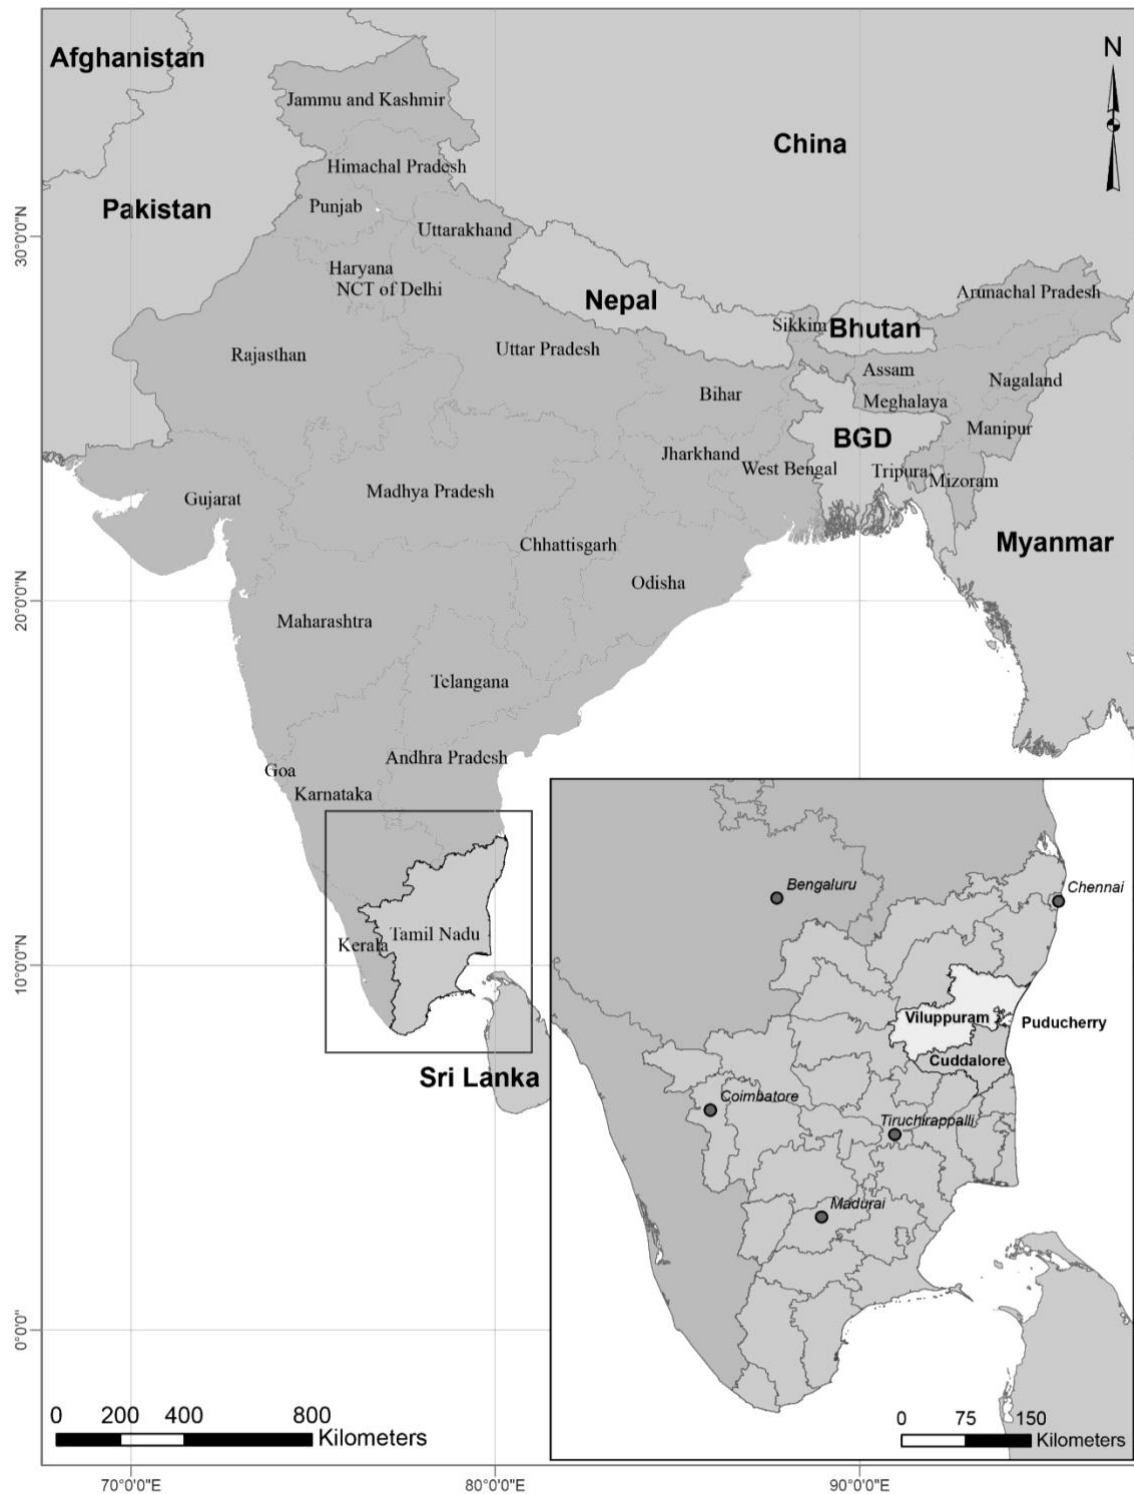 Afghanistan
N
Jammu and Kashmir
China
Himachal Pradesh
Pakistan
Punjab
Uttarakhand
30°0'0"N
Haryana
NCT of Delhi
Nepal
Arunachal Pradesh
Sikkim
Bhutan
Rajasthan
Uttar Pradesh
Assam
Nagaland
Bihar
Meghalaya
Manipur
BGD
Jharkhand
West Bengal
Tripura
Mizoram
Gujarat
Madhya Pradesh
Chhattisgarh
Myanmar
Odisha
20°0'0"N
Maharashtra
Telangana
Andhra Pradesh
Goa
Karnataka
Tamil Nadu
Kerala
10°0'0"N
Sri Lanka
Bengaluru
Chennai
Viluppuram
Puducherry
Cuddalore
Coimbatore
Tiruchirappalli
Madurai
0°0'0"
0 200 400 800
Kilometers
0 75 150
Kilometers
70°0'0"E 80°0'0"E 90°0'0"E